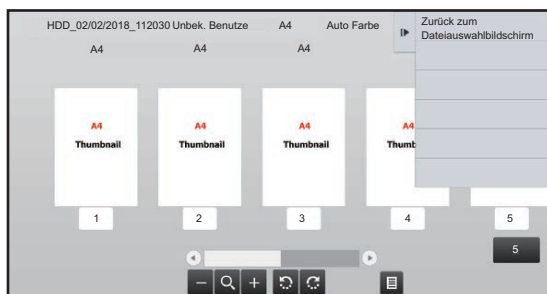 HDD_02/02/2018_112030 Unbek. Benutze A4 Auto Farbe
Zurück zum
Dateiauswahlbildschirm
A4 A4 A4
A4 A4 A4 A4
Thumbnail Thumbnail Thumbnail Thumb
1 2 3 4 5
5